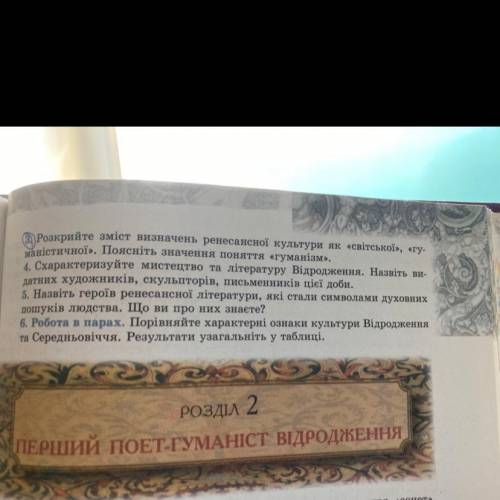 3. Розкрийте зміст визначень ренесансної культури як «світської», «гу-
маністичної». Поясніть значення поняття «гуманізм».
4. Схарактеризуйте мистецтво та літературу Відродження. Назвіть ви-
датних художників, скульпторів, письменників цієї доби.
5. Назвіть героїв ренесансної літератури, які стали символами духовних
пошуків людства. Що ви про них знаєте?
6. Робота в парах. Порівняйте характерні ознаки культури Відродження
та Середньовіччя. Результати узагальніть у таблиці.
РОЗДІЛ 2
ПЕРШИЙ ПОЕТ-ГУМАНІСТ ВІДРОДЖЕННЯ